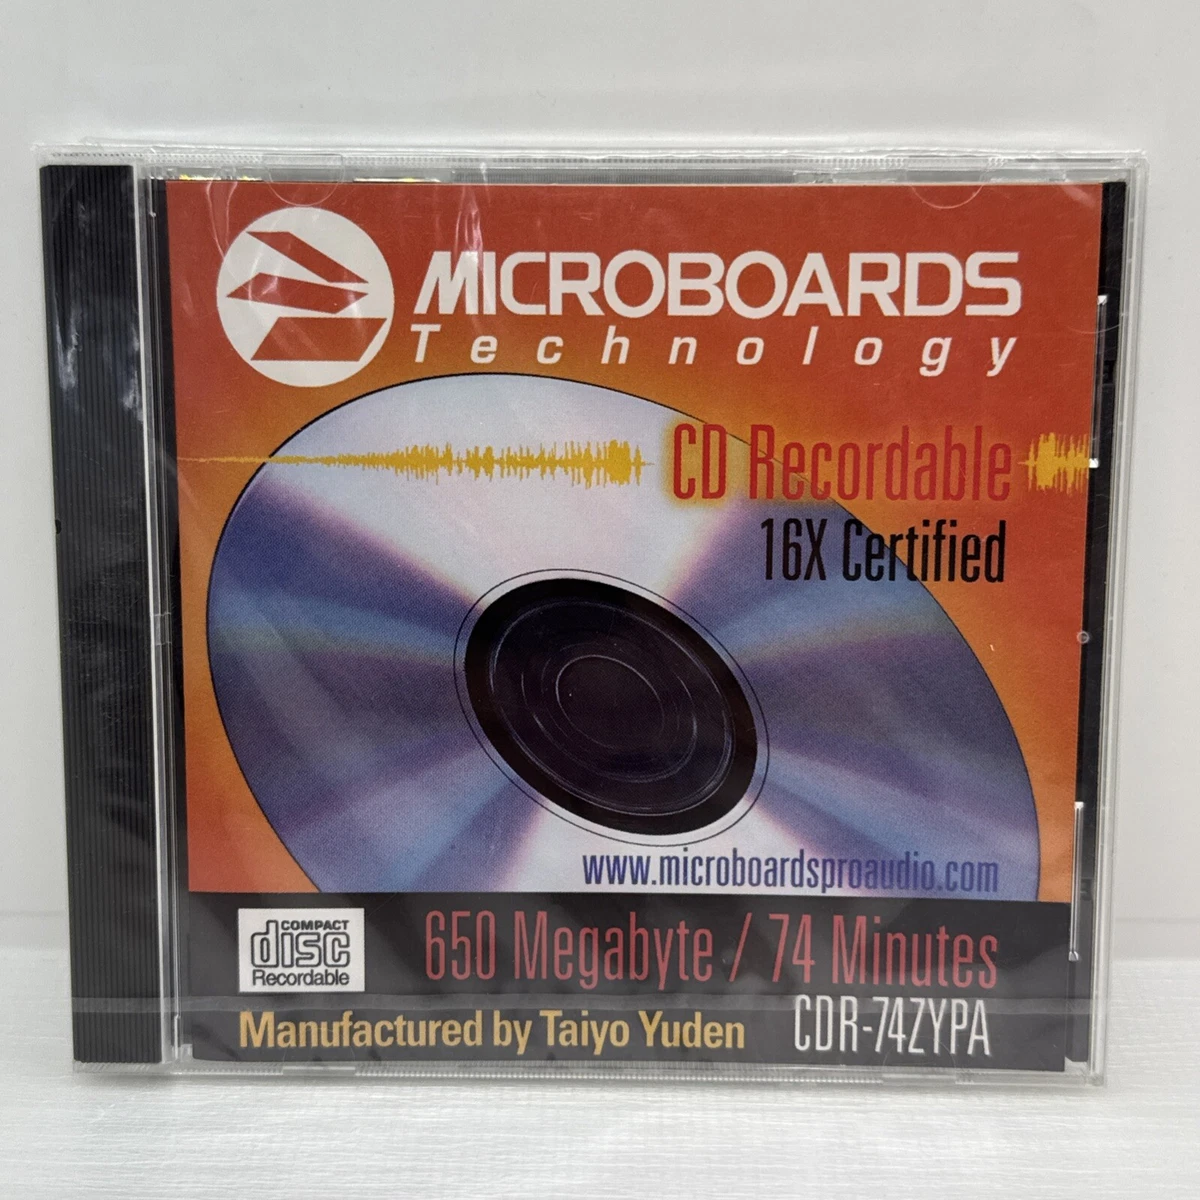 MICROBOARDS
Technology
CD Recordable
16X Certified
www.microboardsproaudio.com
COMPACT
disc
Recordable
650 Megabyte / 74 Minutes
CDR-74ZYPA
Manufactured by Taiyo Yuden